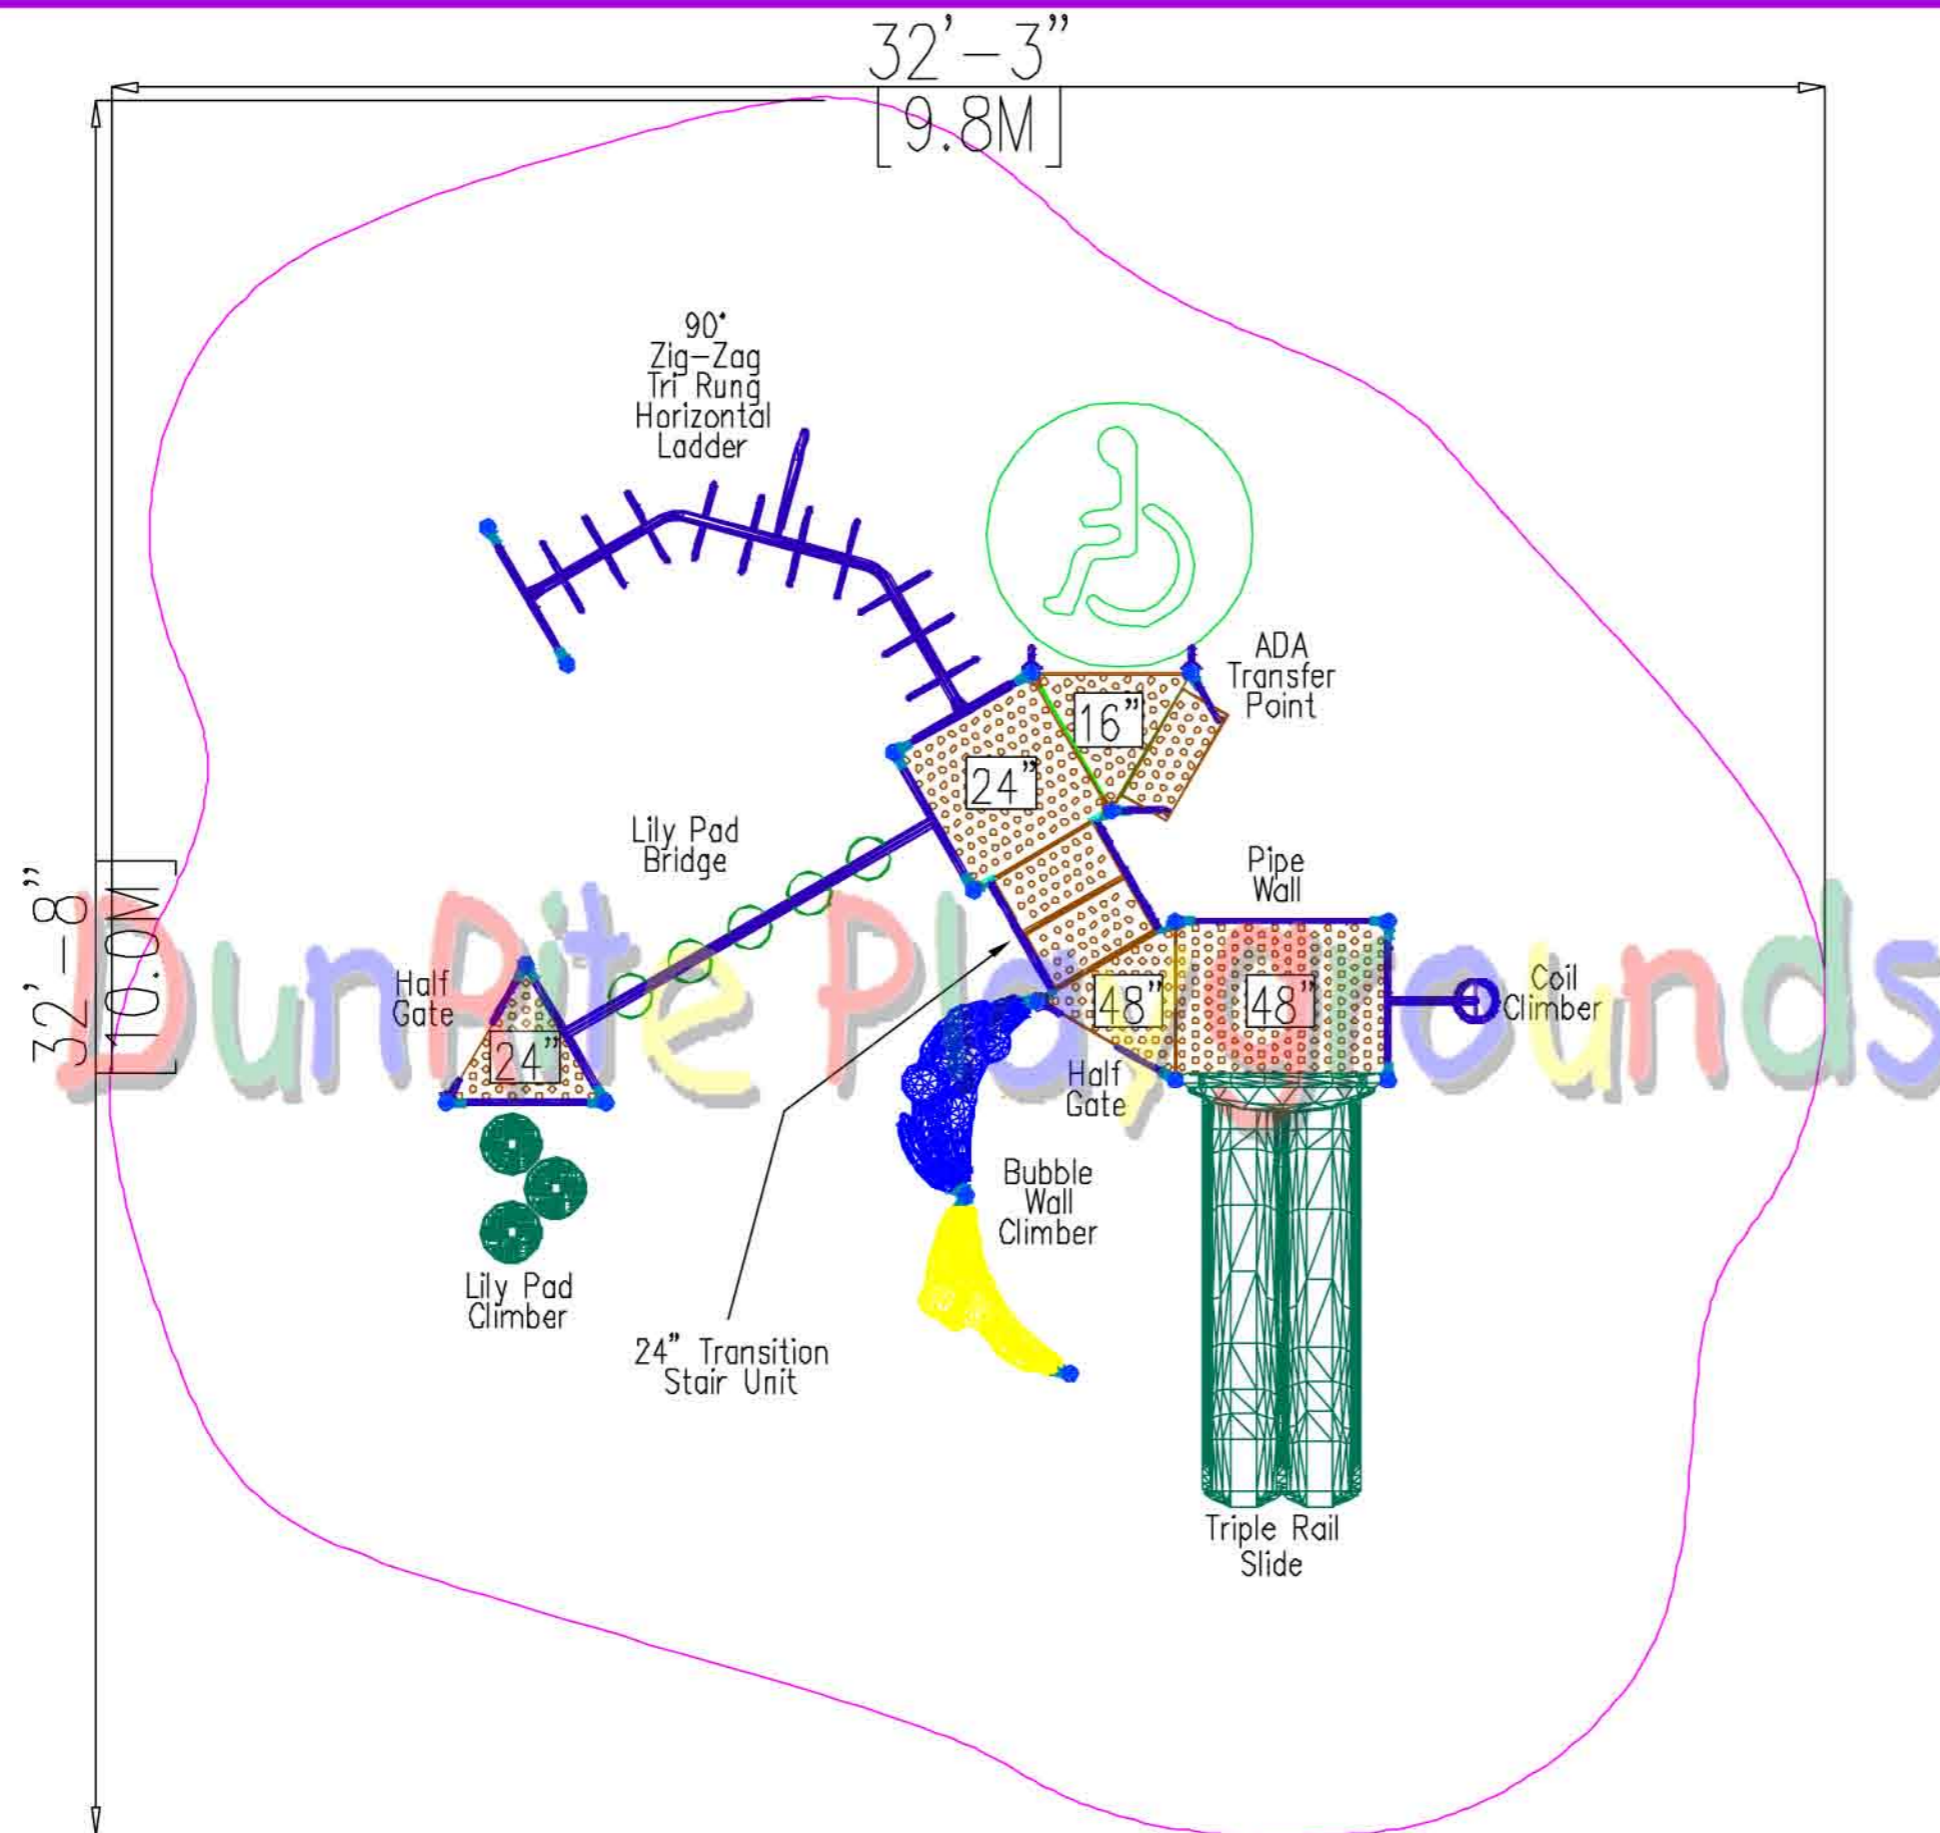 32'-3"
[9.8M]
90°
Zig-Zag
Tri Rung
Horizontal
Ladder
ADA
Transfer
Point
16"
24"
Lily Pad
Bridge
Pipe
Wall
32'-8"
[10.0M]
DunRite Playgrounds
Half
Gate
24"
48"
48"
Coil
Climber
Half
Gate
Bubble
Wall
Climber
Lily Pad
Climber
24" Transition
Stair Unit
Triple Rail
Slide